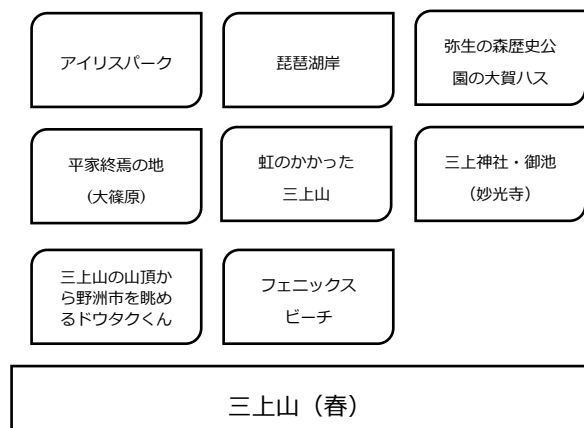 アイリスパーク
琵琶湖岸
弥生の森歴史公
園の大賀ハス
平家終焉の地
(大篠原)
虹のかかった
三上山
三上神社・御池
（妙光寺）
三上山の山頂か
ら野洲市を眺め
るドウタクくん
フェニックス
ビーチ
三上山（春）